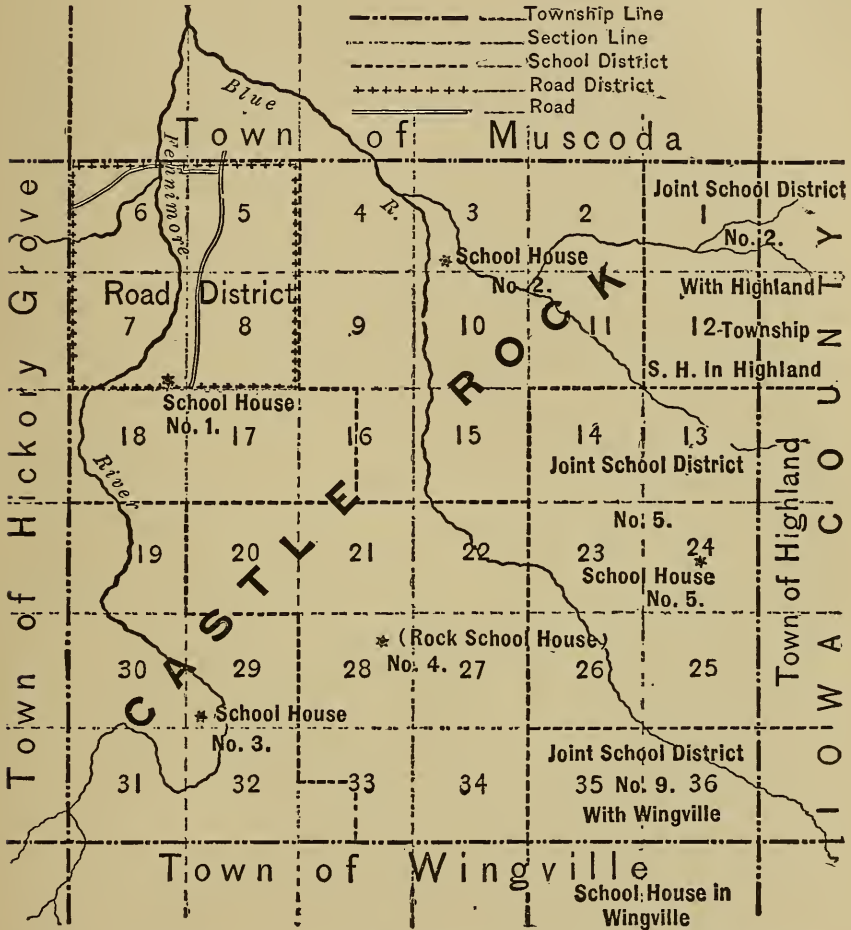 Township Line
Section Line
School District
Road District
Road
Blue
Town of Muscoda
Fennimore
Joint School District
6 5 4 R. 3 2 1
No. 2.
School House
No. 2.
With Highland
Road District
7 8 9 10 11 12-Township
S. H. In Highland
School House
No. 1.
18 17 16 15 14 13
Joint School District
River
No. 5.
19 20 21 22 23 24
School House
No. 5.
(Rock School House)
No. 4.
30 29 28 27 26 25
School House
No. 3.
Joint School District
31 32 33 34 35 No. 9. 36
With Wingville
CASTLE ROCK
Town of Hickory Grove
Town of Highland
IOWA COUNTY
Town of Wingville
School House in
Wingville